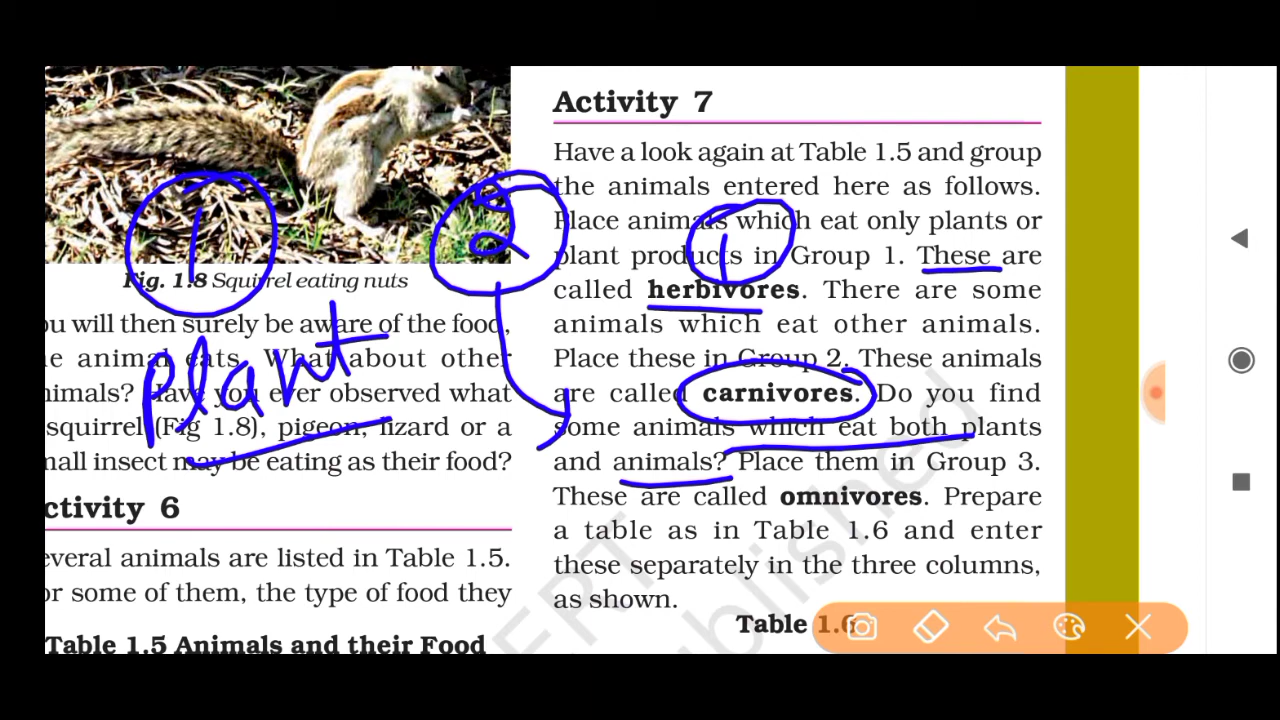 Fig. 1.8 Squirrel eating nuts
ou will then surely be aware of the food,
e animal eats. What about other
nimals? Have you ever observed what
squirrel (Fig 1.8), pigeon, lizard or a
mall insect may be eating as their food?
ctivity 6
everal animals are listed in Table 1.5.
or some of them, the type of food they
Table 1.5 Animals and their Food
1
2
plant
Activity 7
Have a look again at Table 1.5 and group
the animals entered here as follows.
Place animals which eat only plants or
plant products in Group 1. These are
called herbivores. There are some
animals which eat other animals.
Place these in Group 2. These animals
are called carnivores. Do you find
some animals which eat both plants
and animals? Place them in Group 3.
These are called omnivores. Prepare
a table as in Table 1.6 and enter
these separately in the three columns,
as shown.
Table 1.6
1